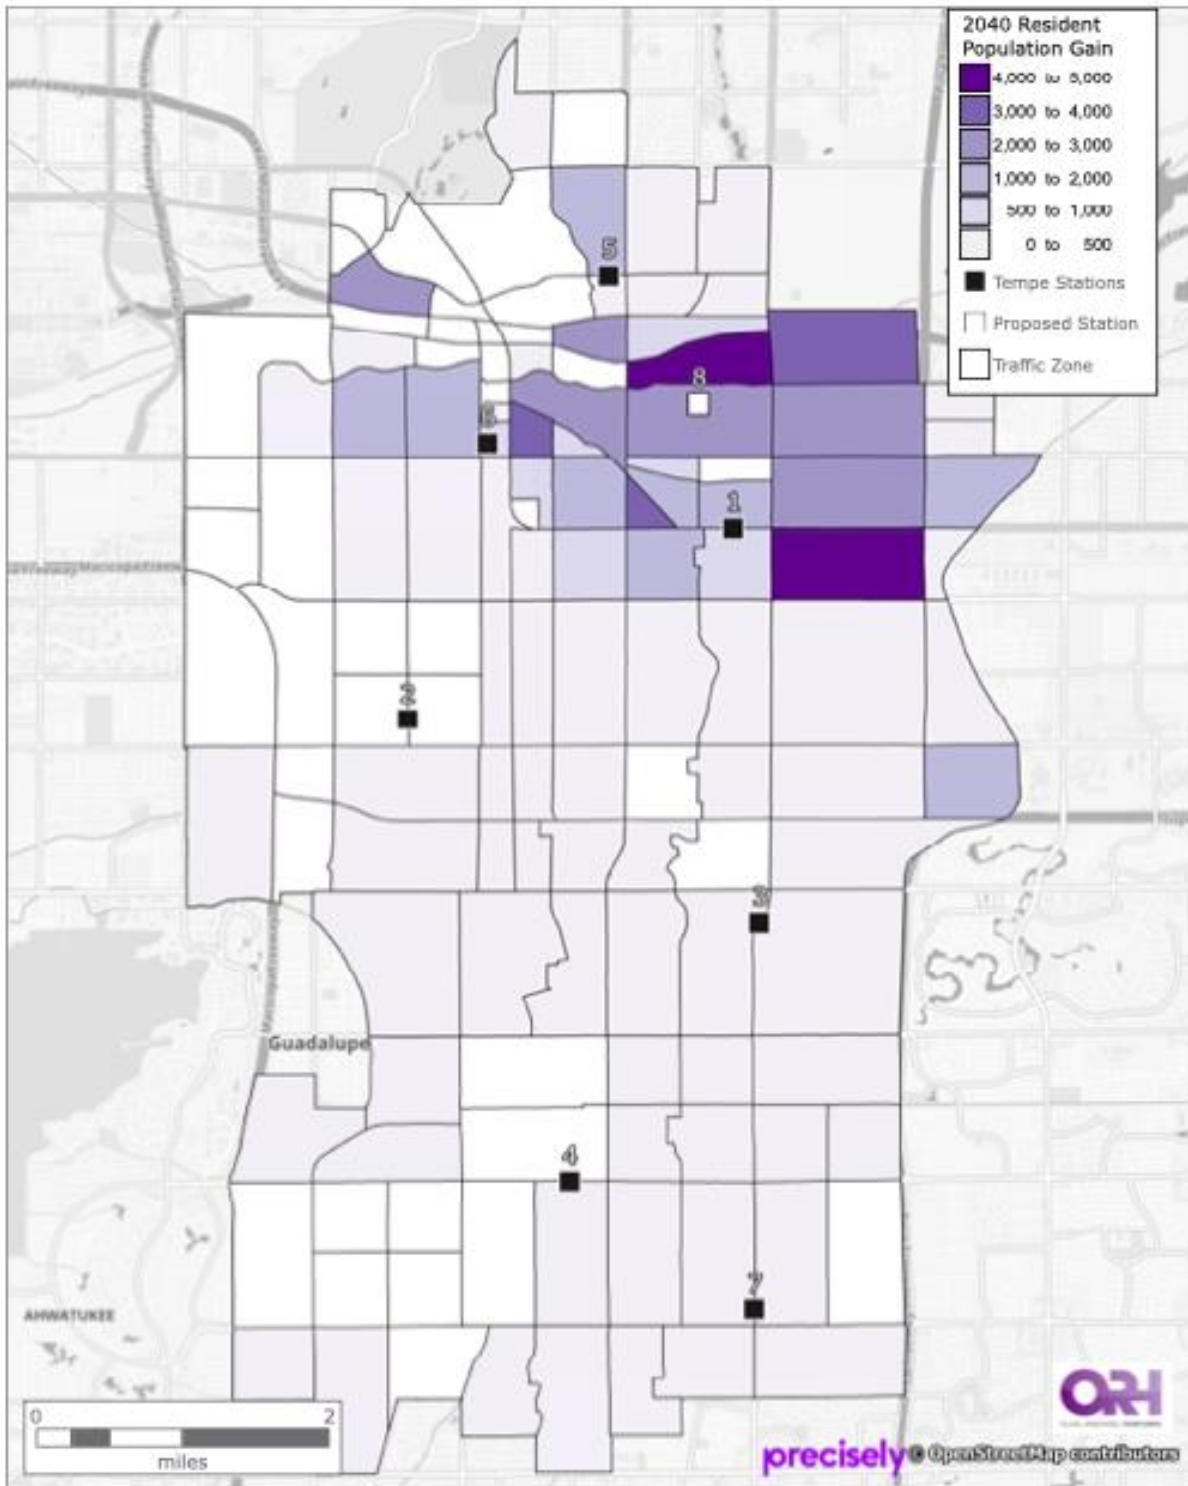 2040 Resident
Population Gain
4,000 to 5,000
3,000 to 4,000
2,000 to 3,000
1,000 to 2,000
500 to 1,000
0 to 500
Tempe Stations
Proposed Station
Traffic Zone
5
8
6
1
2
3
Guadalupe
4
7
AHWATUKEE
0 2
miles
ORH
precisely © OpenStreetMap contributors